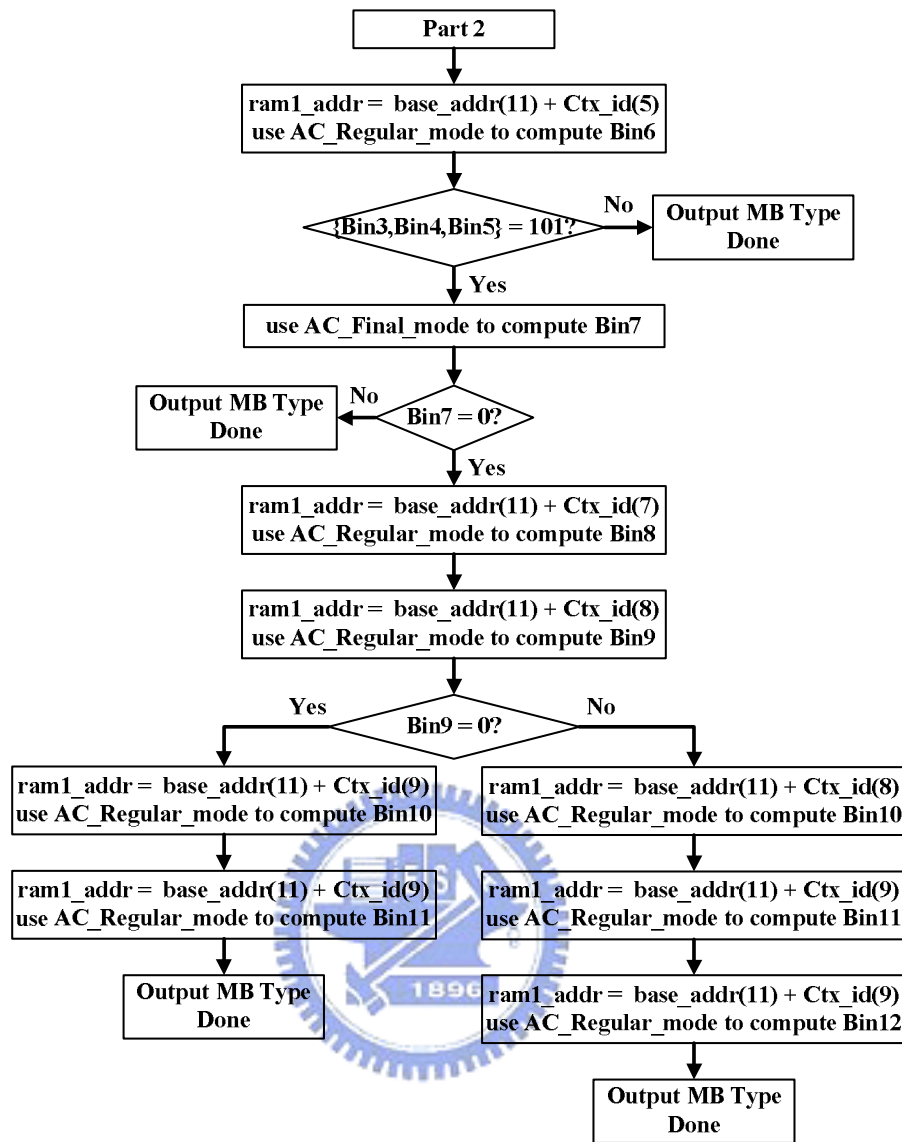 Part 2
ram1_addr = base_addr(11) + Ctx_id(5)
use AC_Regular_mode to compute Bin6
{Bin3,Bin4,Bin5} = 101?
No
Output MB Type
Done
Yes
use AC_Final_mode to compute Bin7
Bin7 = 0?
No
Output MB Type
Done
Yes
ram1_addr = base_addr(11) + Ctx_id(7)
use AC_Regular_mode to compute Bin8
ram1_addr = base_addr(11) + Ctx_id(8)
use AC_Regular_mode to compute Bin9
Bin9 = 0?
Yes
No
ram1_addr = base_addr(11) + Ctx_id(9)
use AC_Regular_mode to compute Bin10
ram1_addr = base_addr(11) + Ctx_id(9)
use AC_Regular_mode to compute Bin11
Output MB Type
Done
ram1_addr = base_addr(11) + Ctx_id(8)
use AC_Regular_mode to compute Bin10
ram1_addr = base_addr(11) + Ctx_id(9)
use AC_Regular_mode to compute Bin11
ram1_addr = base_addr(11) + Ctx_id(9)
use AC_Regular_mode to compute Bin12
Output MB Type
Done
1896